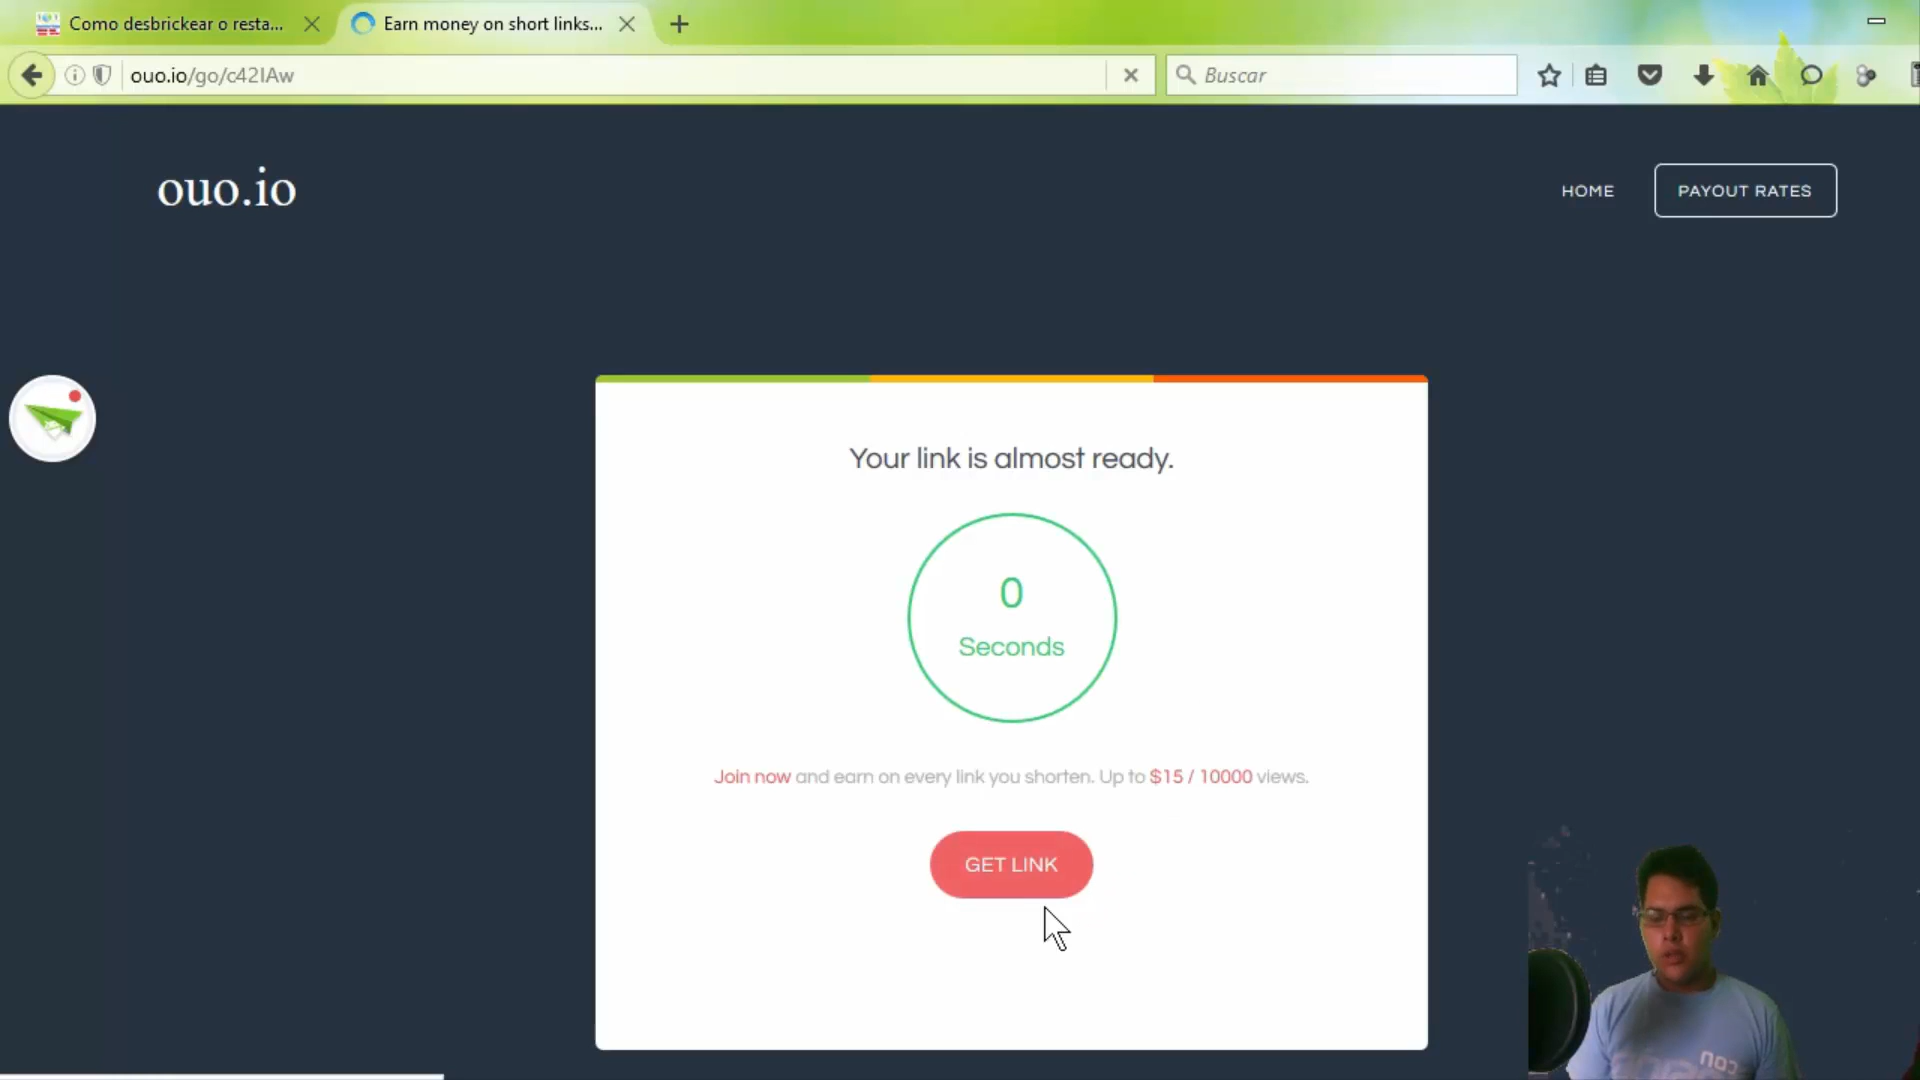 Como desbrickear o resta...
Earn money on short links...
ouo.io/go/c42IAw
Buscar
ouo.io
HOME
PAYOUT RATES
Your link is almost ready.
0
Seconds
Join now and earn on every link you shorten. Up to $15 / 10000 views.
GET LINK